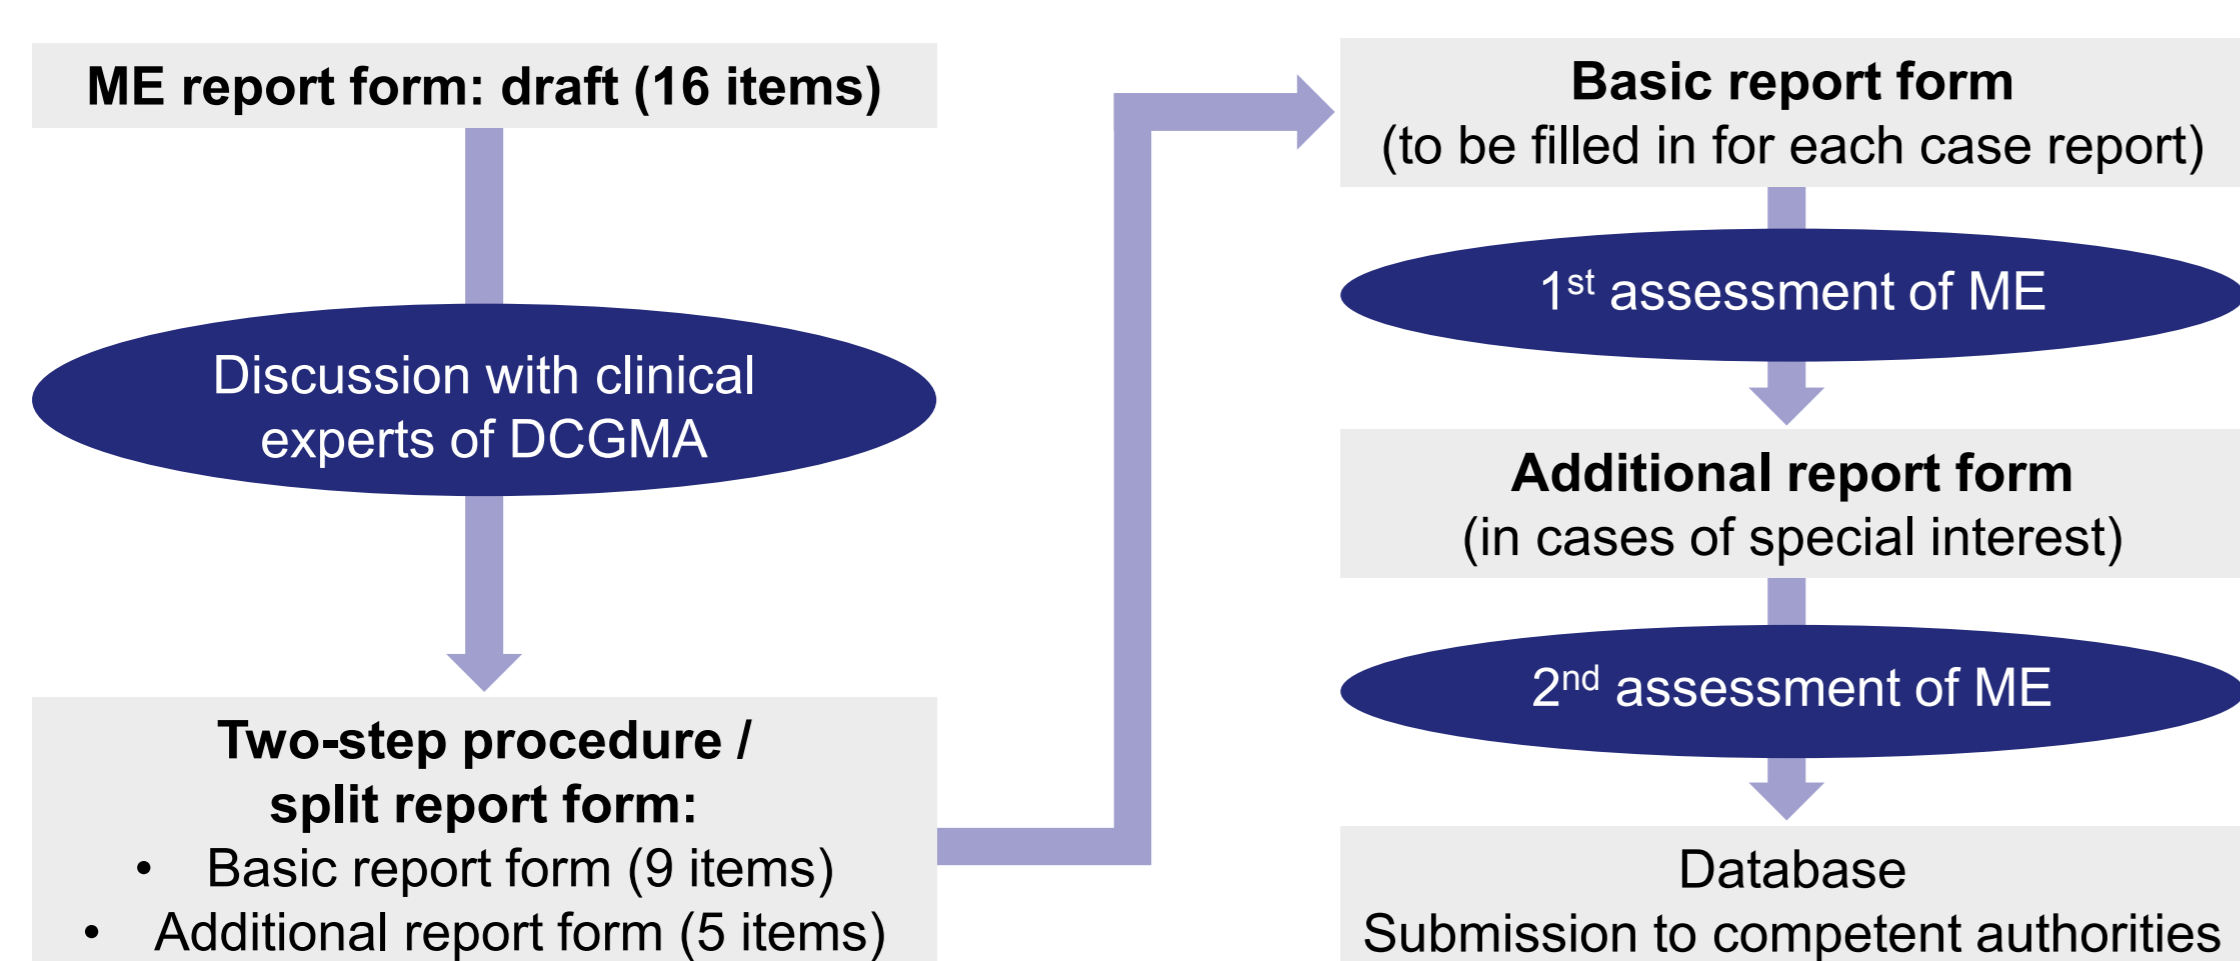 ME report form: draft (16 items)
Discussion with clinical
experts of DCGMA
Two-step procedure /
split report form:
• Basic report form (9 items)
• Additional report form (5 items)
Basic report form
(to be filled in for each case report)
1st assessment of ME
Additional report form
(in cases of special interest)
2nd assessment of ME
Database
Submission to competent authorities